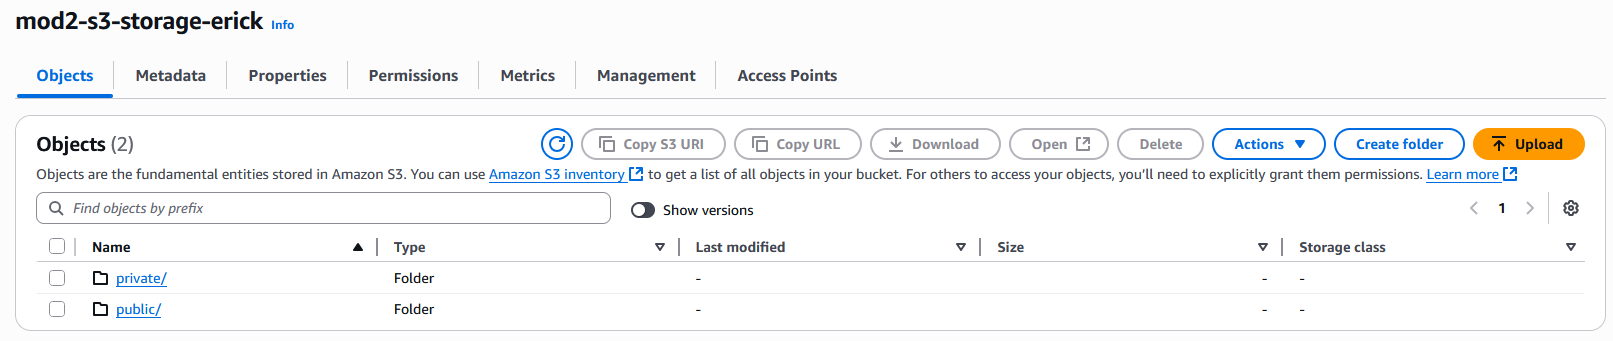 mod2-s3-storage-erick Info
Objects Metadata Properties Permissions Metrics Management Access Points
Objects (2) Copy S3 URI Copy URL Download Open Delete Actions Create folder Upload
Objects are the fundamental entities stored in Amazon S3. You can use Amazon S3 inventory to get a list of all objects in your bucket. For others to access your objects, you'll need to explicitly grant them permissions. Learn more
Find objects by prefix Show versions 1
Name Type Last modified Size Storage class
private/ Folder - - -
public/ Folder - - -